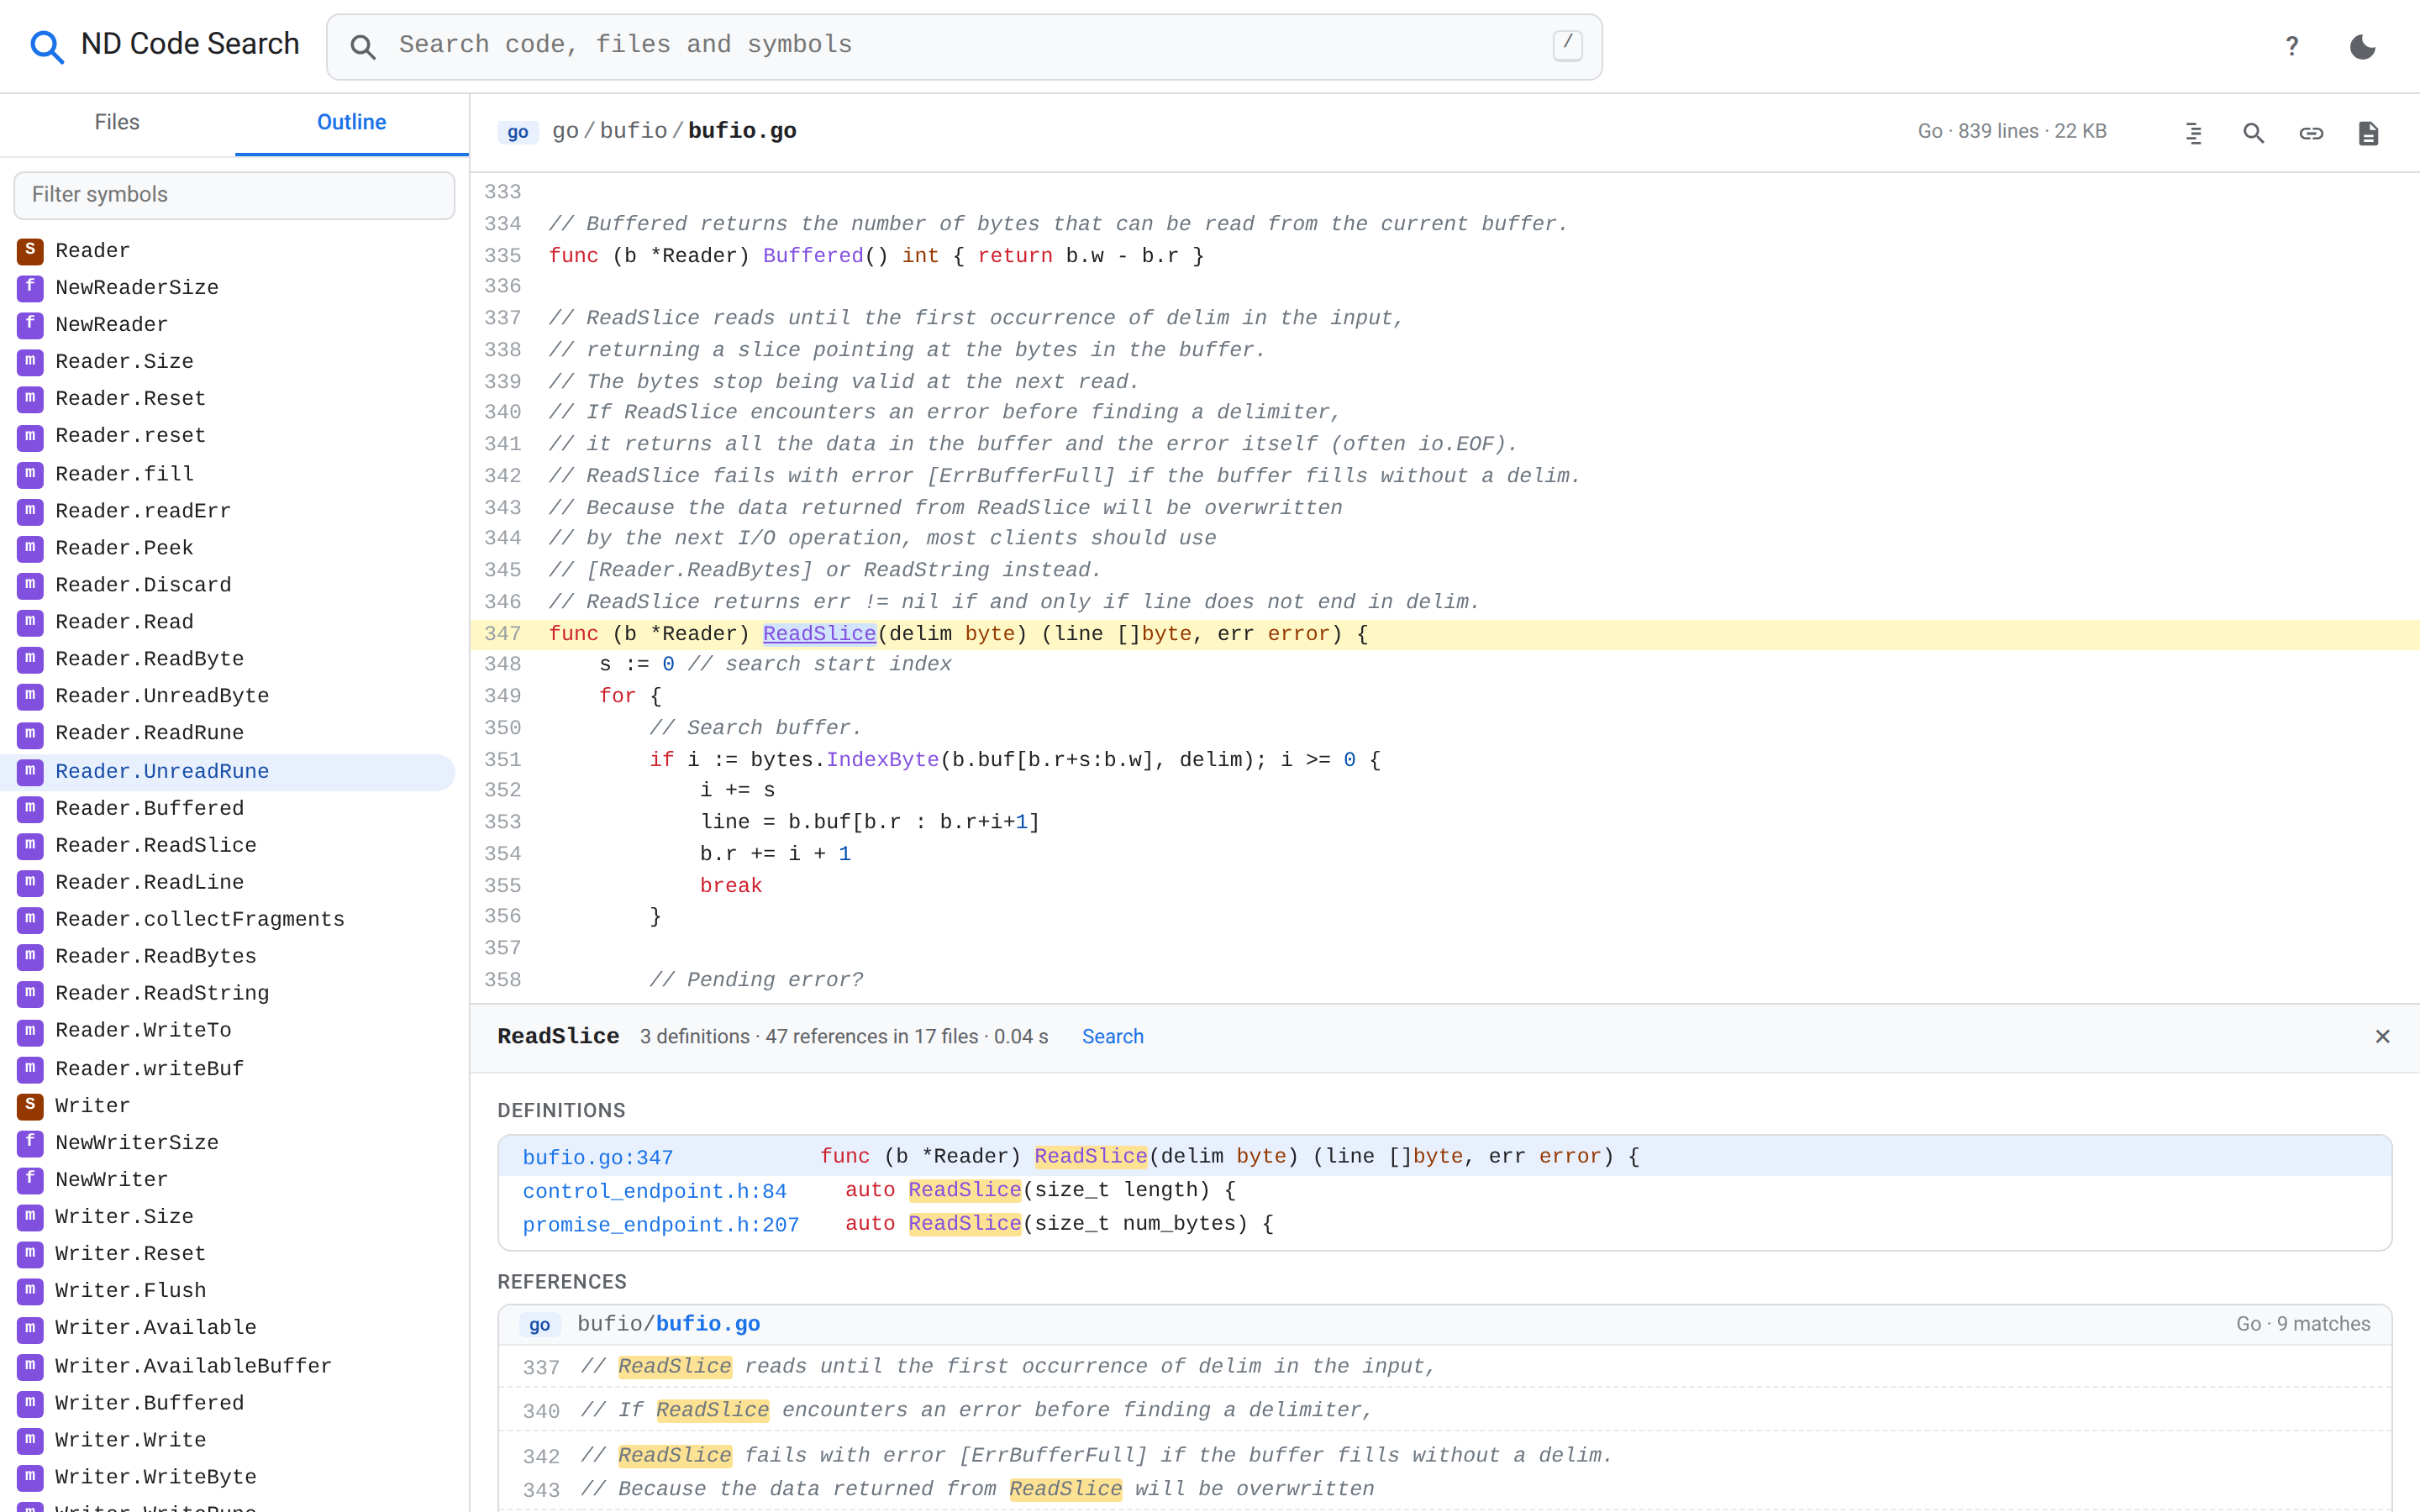 ND Code Search
Search code, files and symbols
/
?
Files
Outline
Filter symbols
S Reader
f NewReaderSize
f NewReader
m Reader.Size
m Reader.Reset
m Reader.reset
m Reader.fill
m Reader.readErr
m Reader.Peek
m Reader.Discard
m Reader.Read
m Reader.ReadByte
m Reader.UnreadByte
m Reader.ReadRune
m Reader.UnreadRune
m Reader.Buffered
m Reader.ReadSlice
m Reader.ReadLine
m Reader.collectFragments
m Reader.ReadBytes
m Reader.ReadString
m Reader.WriteTo
m Reader.writeBuf
S Writer
f NewWriterSize
f NewWriter
m Writer.Size
m Writer.Reset
m Writer.Flush
m Writer.Available
m Writer.AvailableBuffer
m Writer.Buffered
m Writer.Write
m Writer.WriteByte
go go/bufio/bufio.go
Go · 839 lines · 22 KB
333
334 // Buffered returns the number of bytes that can be read from the current buffer.
335 func (b *Reader) Buffered() int { return b.w - b.r }
336
337 // ReadSlice reads until the first occurrence of delim in the input,
338 // returning a slice pointing at the bytes in the buffer.
339 // The bytes stop being valid at the next read.
340 // If ReadSlice encounters an error before finding a delimiter,
341 // it returns all the data in the buffer and the error itself (often io.EOF).
342 // ReadSlice fails with error [ErrBufferFull] if the buffer fills without a delim.
343 // Because the data returned from ReadSlice will be overwritten
344 // by the next I/O operation, most clients should use
345 // [Reader.ReadBytes] or ReadString instead.
346 // ReadSlice returns err != nil if and only if line does not end in delim.
347 func (b *Reader) ReadSlice(delim byte) (line []byte, err error) {
348 s := 0 // search start index
349 for {
350 // Search buffer.
351 if i := bytes.IndexByte(b.buf[b.r+s:b.w], delim); i >= 0 {
352 i += s
353 line = b.buf[b.r : b.r+i+1]
354 b.r += i + 1
355 break
356 }
357
358 // Pending error?
ReadSlice 3 definitions · 47 references in 17 files · 0.04 s Search ✕
DEFINITIONS
bufio.go:347 func (b *Reader) ReadSlice(delim byte) (line []byte, err error) {
control_endpoint.h:84 auto ReadSlice(size_t length) {
promise_endpoint.h:207 auto ReadSlice(size_t num_bytes) {
REFERENCES
go bufio/bufio.go Go · 9 matches
337 // ReadSlice reads until the first occurrence of delim in the input,
340 // If ReadSlice encounters an error before finding a delimiter,
342 // ReadSlice fails with error [ErrBufferFull] if the buffer fills without a delim.
343 // Because the data returned from ReadSlice will be overwritten